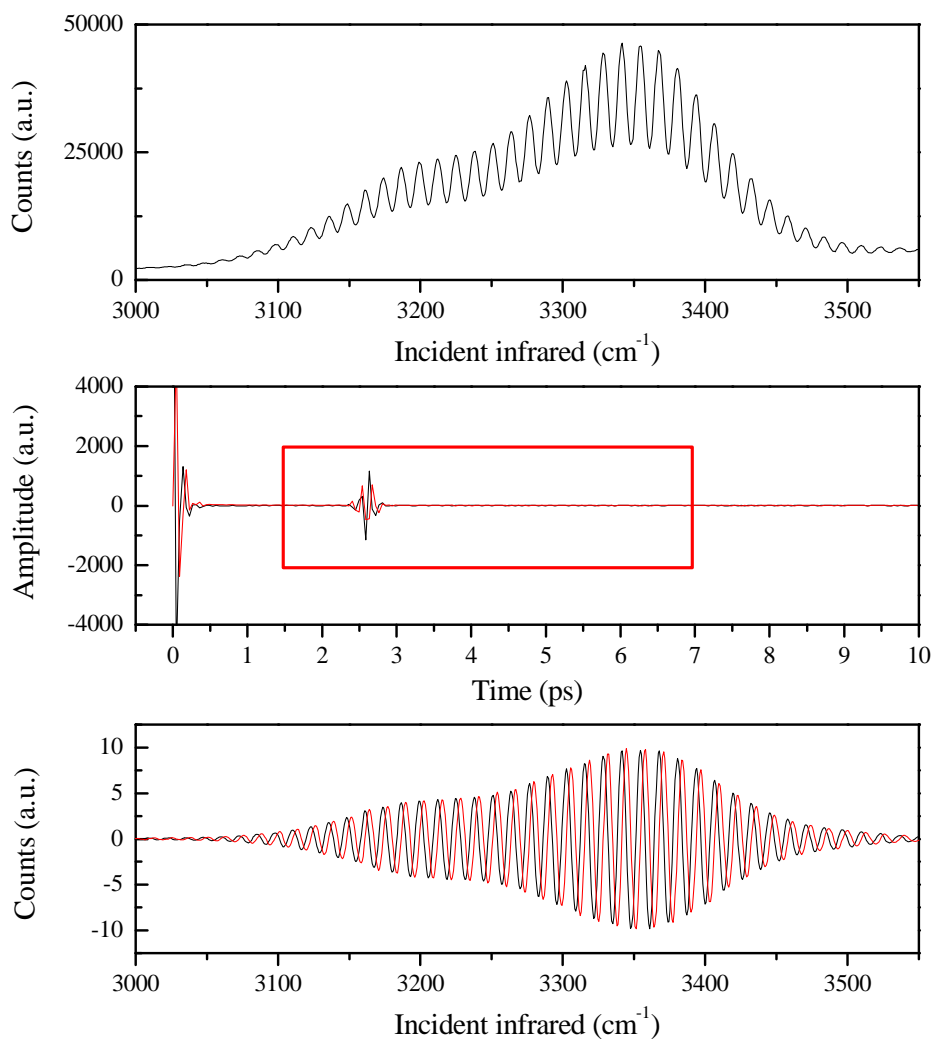 50000
25000
0
Counts (a.u.)
3000 3100 3200 3300 3400 3500
Incident infrared (cm⁻¹)
4000
2000
0
-2000
-4000
Amplitude (a.u.)
0 1 2 3 4 5 6 7 8 9 10
Time (ps)
10
5
0
-5
-10
Counts (a.u.)
3000 3100 3200 3300 3400 3500
Incident infrared (cm⁻¹)